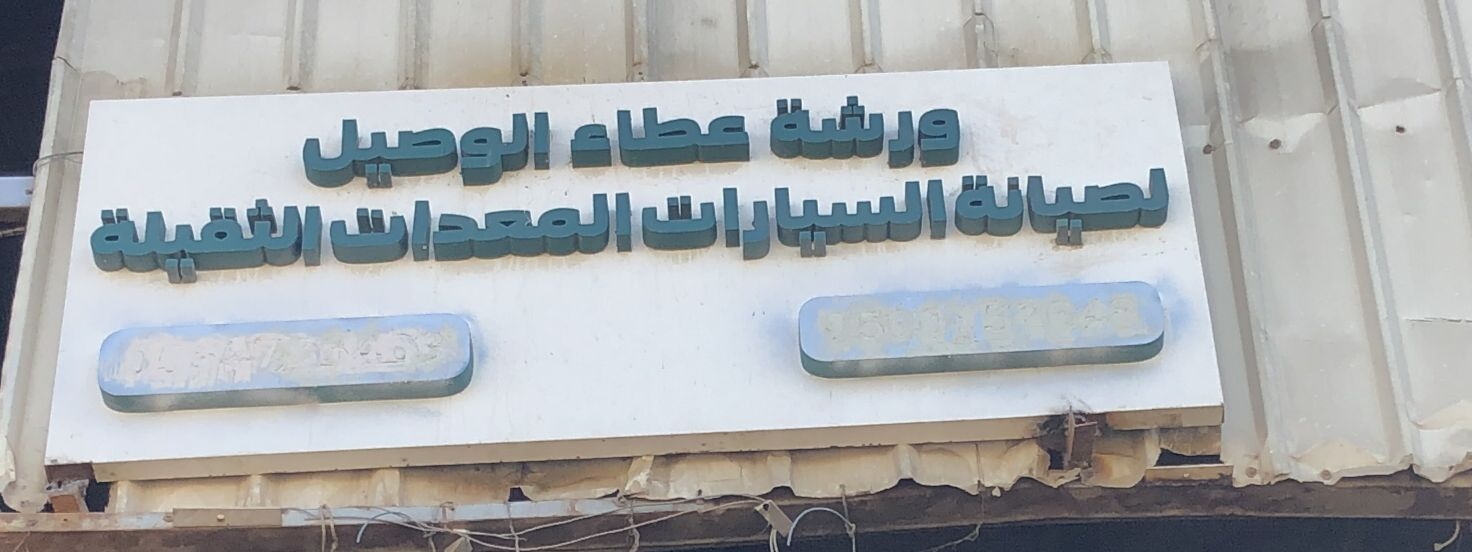 ورشة عطاء الوصيل
لصيانة السيارات المعدات الثقيلة